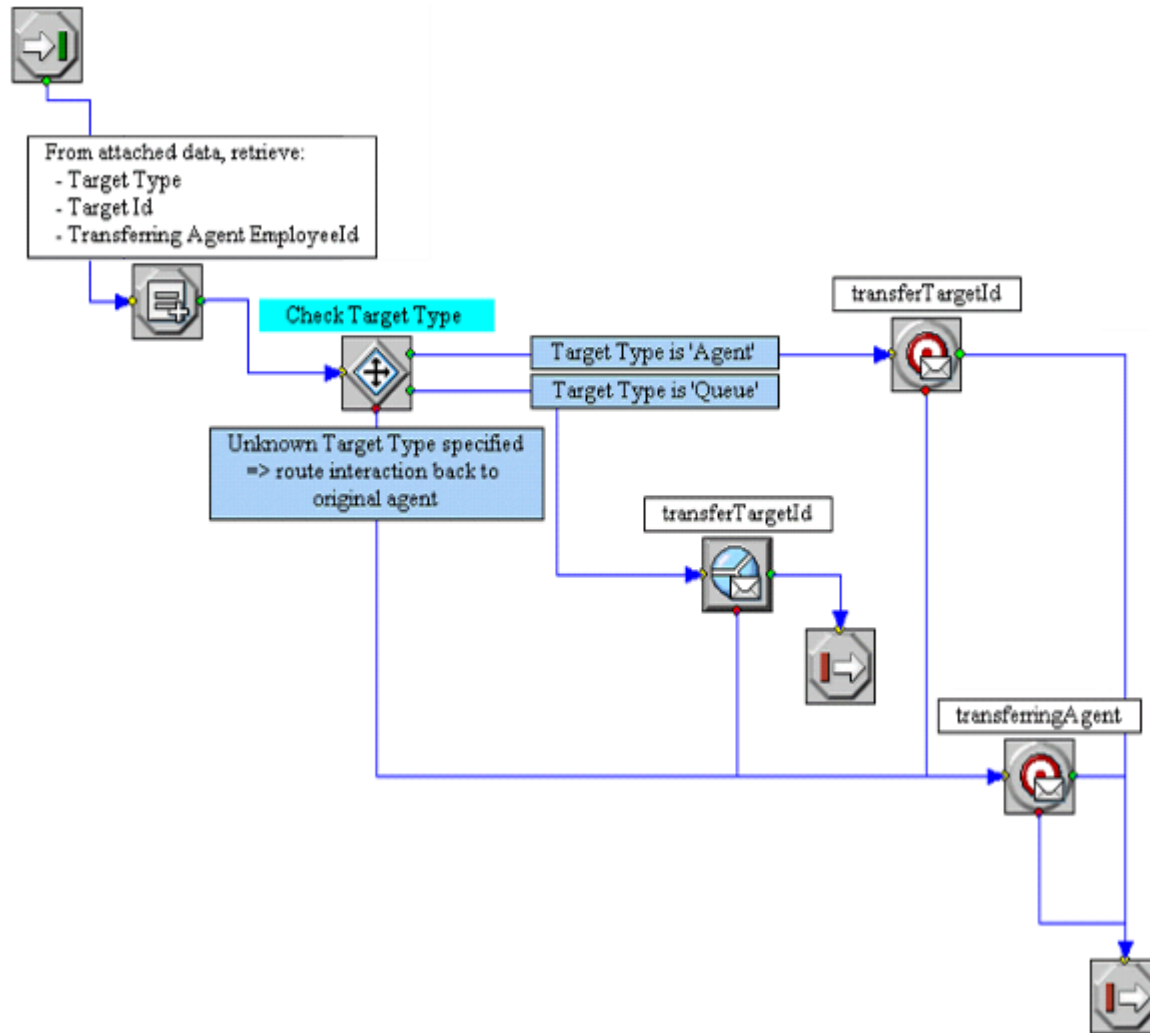 From attached data, retrieve:
- Target Type
- Target Id
- Transferring Agent EmployeeId
Check Target Type
transferTargetId
Target Type is 'Agent'
Target Type is 'Queue'
Unknown Target Type specified
=> route interaction back to
original agent
transferTargetId
transferringAgent